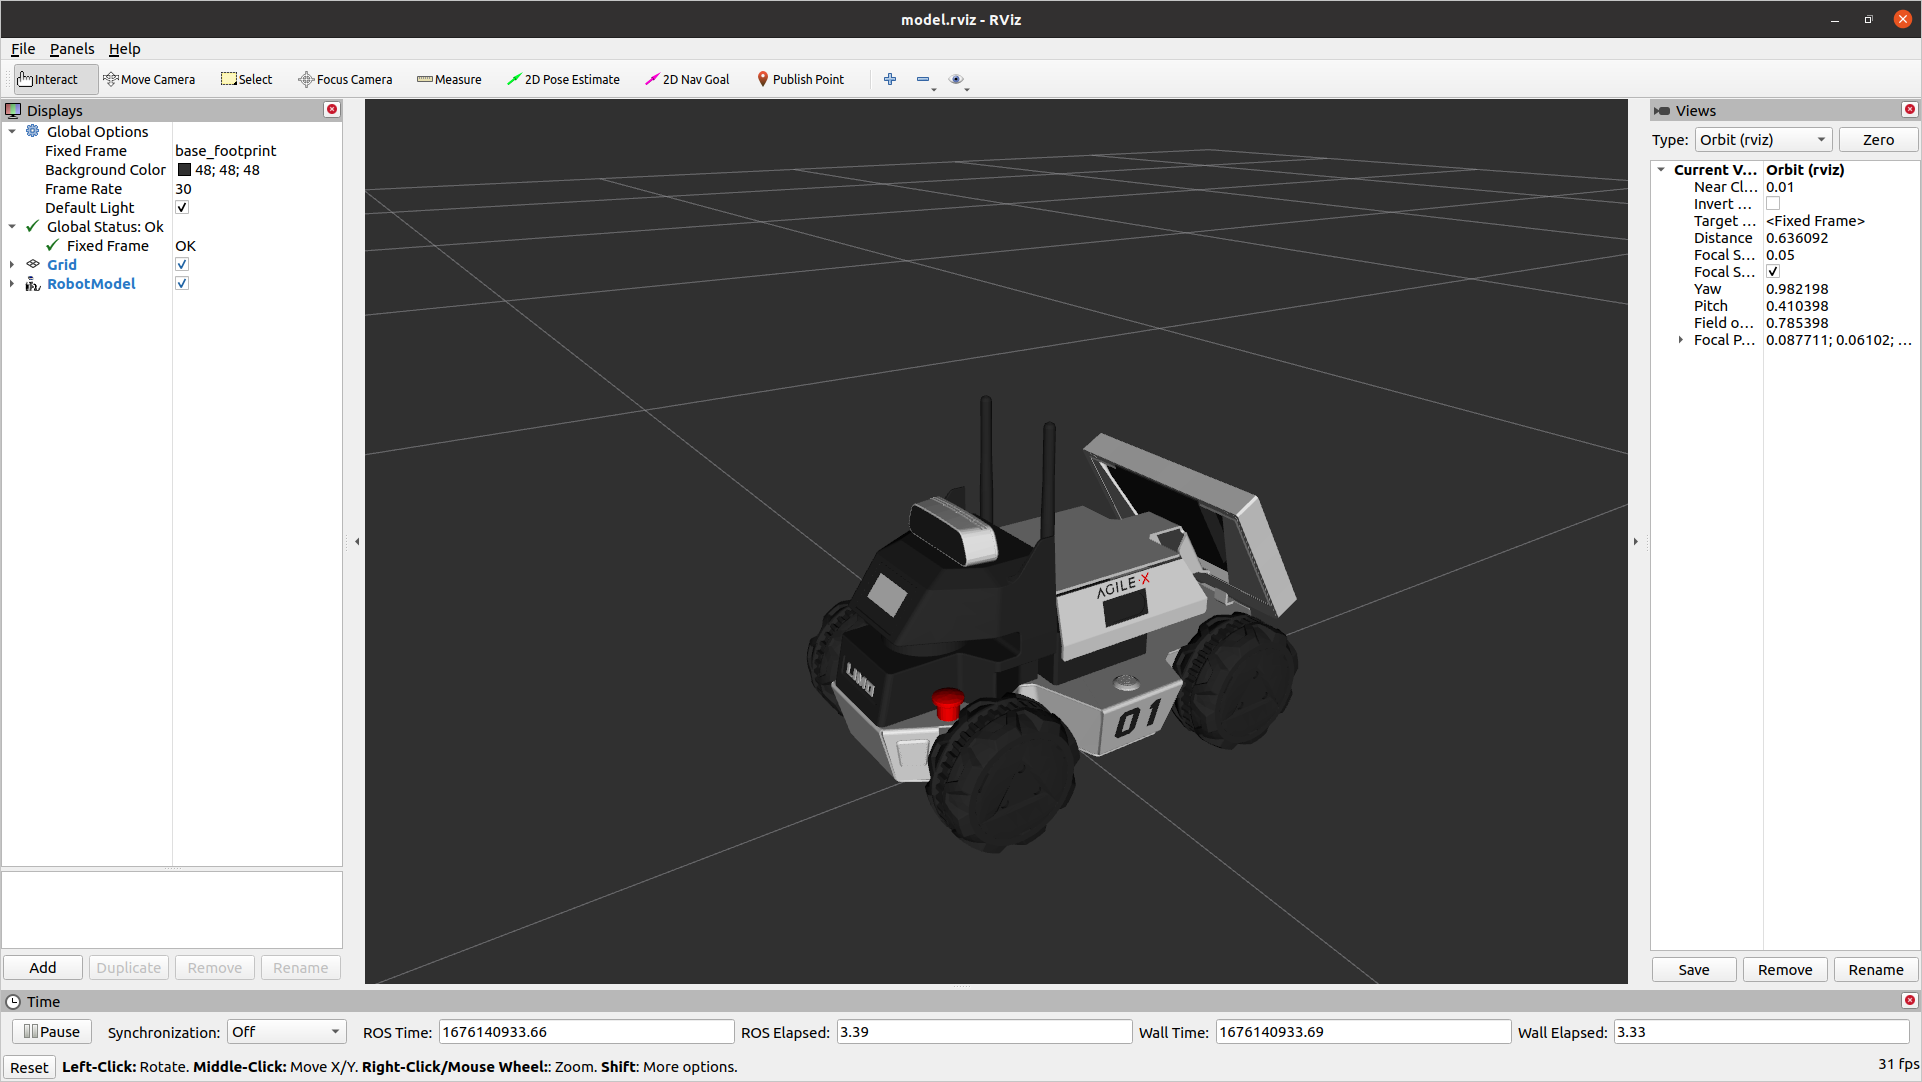 model.rviz - RViz
File Panels Help
Interact Move Camera Select Focus Camera Measure 2D Pose Estimate 2D Nav Goal Publish Point
Displays
Global Options
Fixed Frame base_footprint
Background Color 48; 48; 48
Frame Rate 30
Default Light
Global Status: Ok
Fixed Frame OK
Grid
RobotModel
Add Duplicate Remove Rename
AGILE·X
LIMO
01
Views
Type: Orbit (rviz) Zero
Current V... Orbit (rviz)
Near Cl... 0.01
Invert ...
Target ... <Fixed Frame>
Distance 0.636092
Focal S... 0.05
Focal S...
Yaw 0.982198
Pitch 0.410398
Field o... 0.785398
Focal P... 0.087711; 0.06102; ...
Save Remove Rename
Time
Pause Synchronization: Off ROS Time: 1676140933.66 ROS Elapsed: 3.39 Wall Time: 1676140933.69 Wall Elapsed: 3.33
Reset Left-Click: Rotate. Middle-Click: Move X/Y. Right-Click/Mouse Wheel:: Zoom. Shift: More options. 31 fps